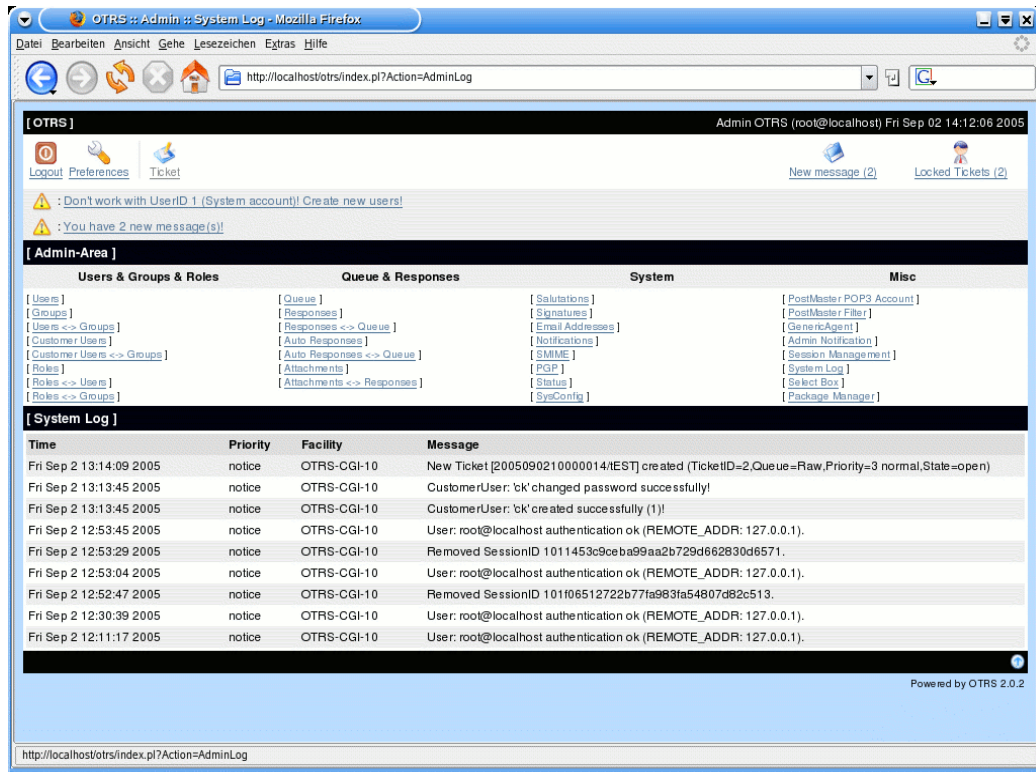 OTRS :: Admin :: System Log - Mozilla Firefox
Datei Bearbeiten Ansicht Gehe Lesezeichen Extras Hilfe
http://localhost/otrs/index.pl?Action=AdminLog
G
[ OTRS ] Admin OTRS (root@localhost) Fri Sep 02 14:12:06 2005
Logout Preferences Ticket New message (2) Locked Tickets (2)
: Don't work with UserID 1 (System account)! Create new users!
: You have 2 new message(s)!
[ Admin-Area ]
Users & Groups & Roles Queue & Responses System Misc
[ Users ] [ Queue ] [ Salutations ] [ PostMaster POP3 Account ]
[ Groups ] [ Responses ] [ Signatures ] [ PostMaster Filter ]
[ Users <-> Groups ] [ Responses <-> Queue ] [ Email Addresses ] [ GenericAgent ]
[ Customer Users ] [ Auto Responses ] [ Notifications ] [ Admin Notification ]
[ Customer Users <-> Groups ] [ Auto Responses <-> Queue ] [ SMIME ] [ Session Management ]
[ Roles ] [ Attachments ] [ PGP ] [ System Log ]
[ Roles <-> Users ] [ Attachments <-> Responses ] [ Status ] [ Select Box ]
[ Roles <-> Groups ] [ SysConfig ] [ Package Manager ]
[ System Log ]
Time Priority Facility Message
Fri Sep 2 13:14:09 2005 notice OTRS-CGI-10 New Ticket [2005090210000014/tEST] created (TicketID=2,Queue=Raw,Priority=3 normal,State=open)
Fri Sep 2 13:13:45 2005 notice OTRS-CGI-10 CustomerUser: 'ck' changed password successfully!
Fri Sep 2 13:13:45 2005 notice OTRS-CGI-10 CustomerUser: 'ck' created successfully (1)!
Fri Sep 2 12:53:45 2005 notice OTRS-CGI-10 User: root@localhost authentication ok (REMOTE_ADDR: 127.0.0.1).
Fri Sep 2 12:53:29 2005 notice OTRS-CGI-10 Removed SessionID 1011453c9ceba99aa2b729d662830d6571.
Fri Sep 2 12:53:04 2005 notice OTRS-CGI-10 User: root@localhost authentication ok (REMOTE_ADDR: 127.0.0.1).
Fri Sep 2 12:52:47 2005 notice OTRS-CGI-10 Removed SessionID 101f06512722b77fa983fa54807d82c513.
Fri Sep 2 12:30:39 2005 notice OTRS-CGI-10 User: root@localhost authentication ok (REMOTE_ADDR: 127.0.0.1).
Fri Sep 2 12:11:17 2005 notice OTRS-CGI-10 User: root@localhost authentication ok (REMOTE_ADDR: 127.0.0.1).
Powered by OTRS 2.0.2
http://localhost/otrs/index.pl?Action=AdminLog